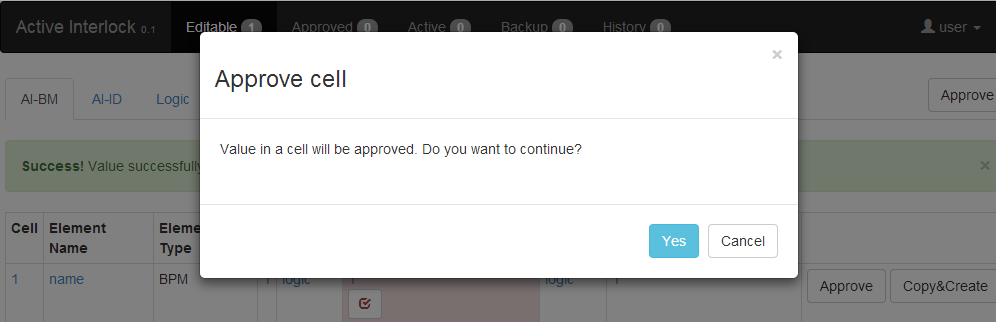 Active Interlock 0.1 Editable 1 Approved 0 Active 0 Backup 0 History 0 user
×
Approve cell
AI-BM AI-ID Logic Approve
Value in a cell will be approved. Do you want to continue?
Success! Value successfully ×
Cell Element Name Type
Yes Cancel
1 name BPM 1 logic 1 logic 1 Approve Copy&Create